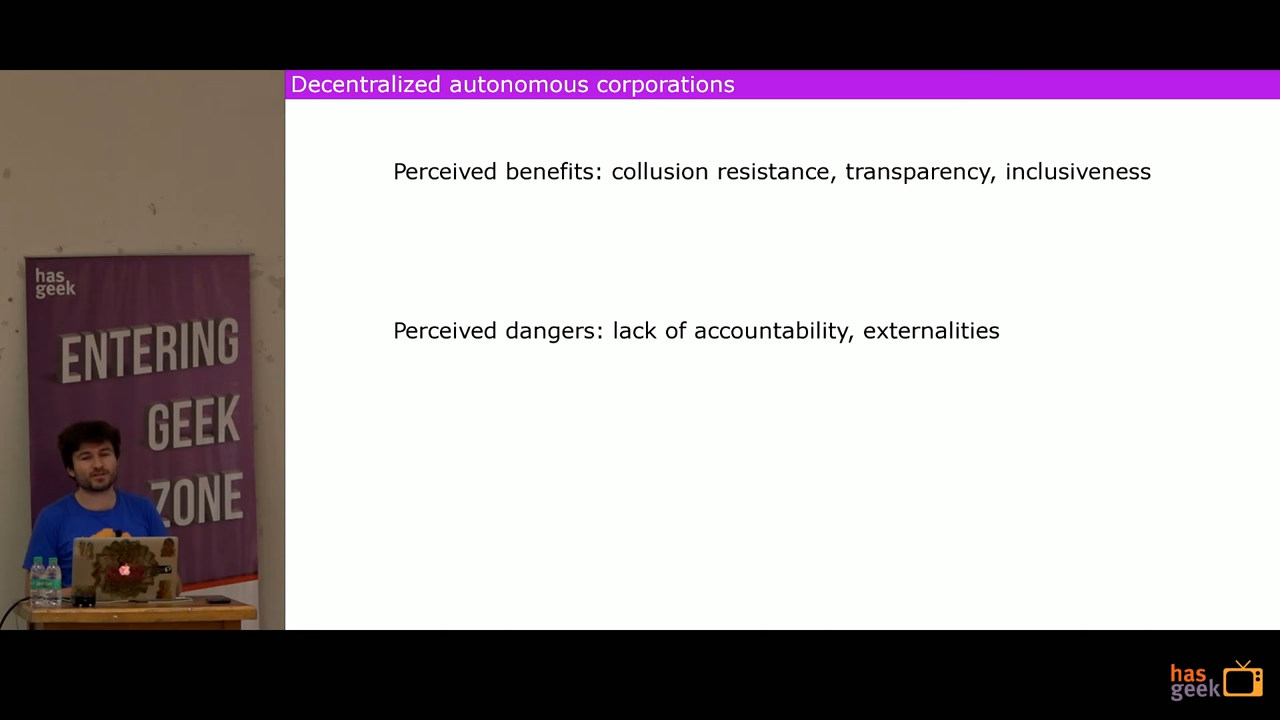 Decentralized autonomous corporations
Perceived benefits: collusion resistance, transparency, inclusiveness
Perceived dangers: lack of accountability, externalities
has
geek
ENTERING
GEEK
ZONE
has
geek